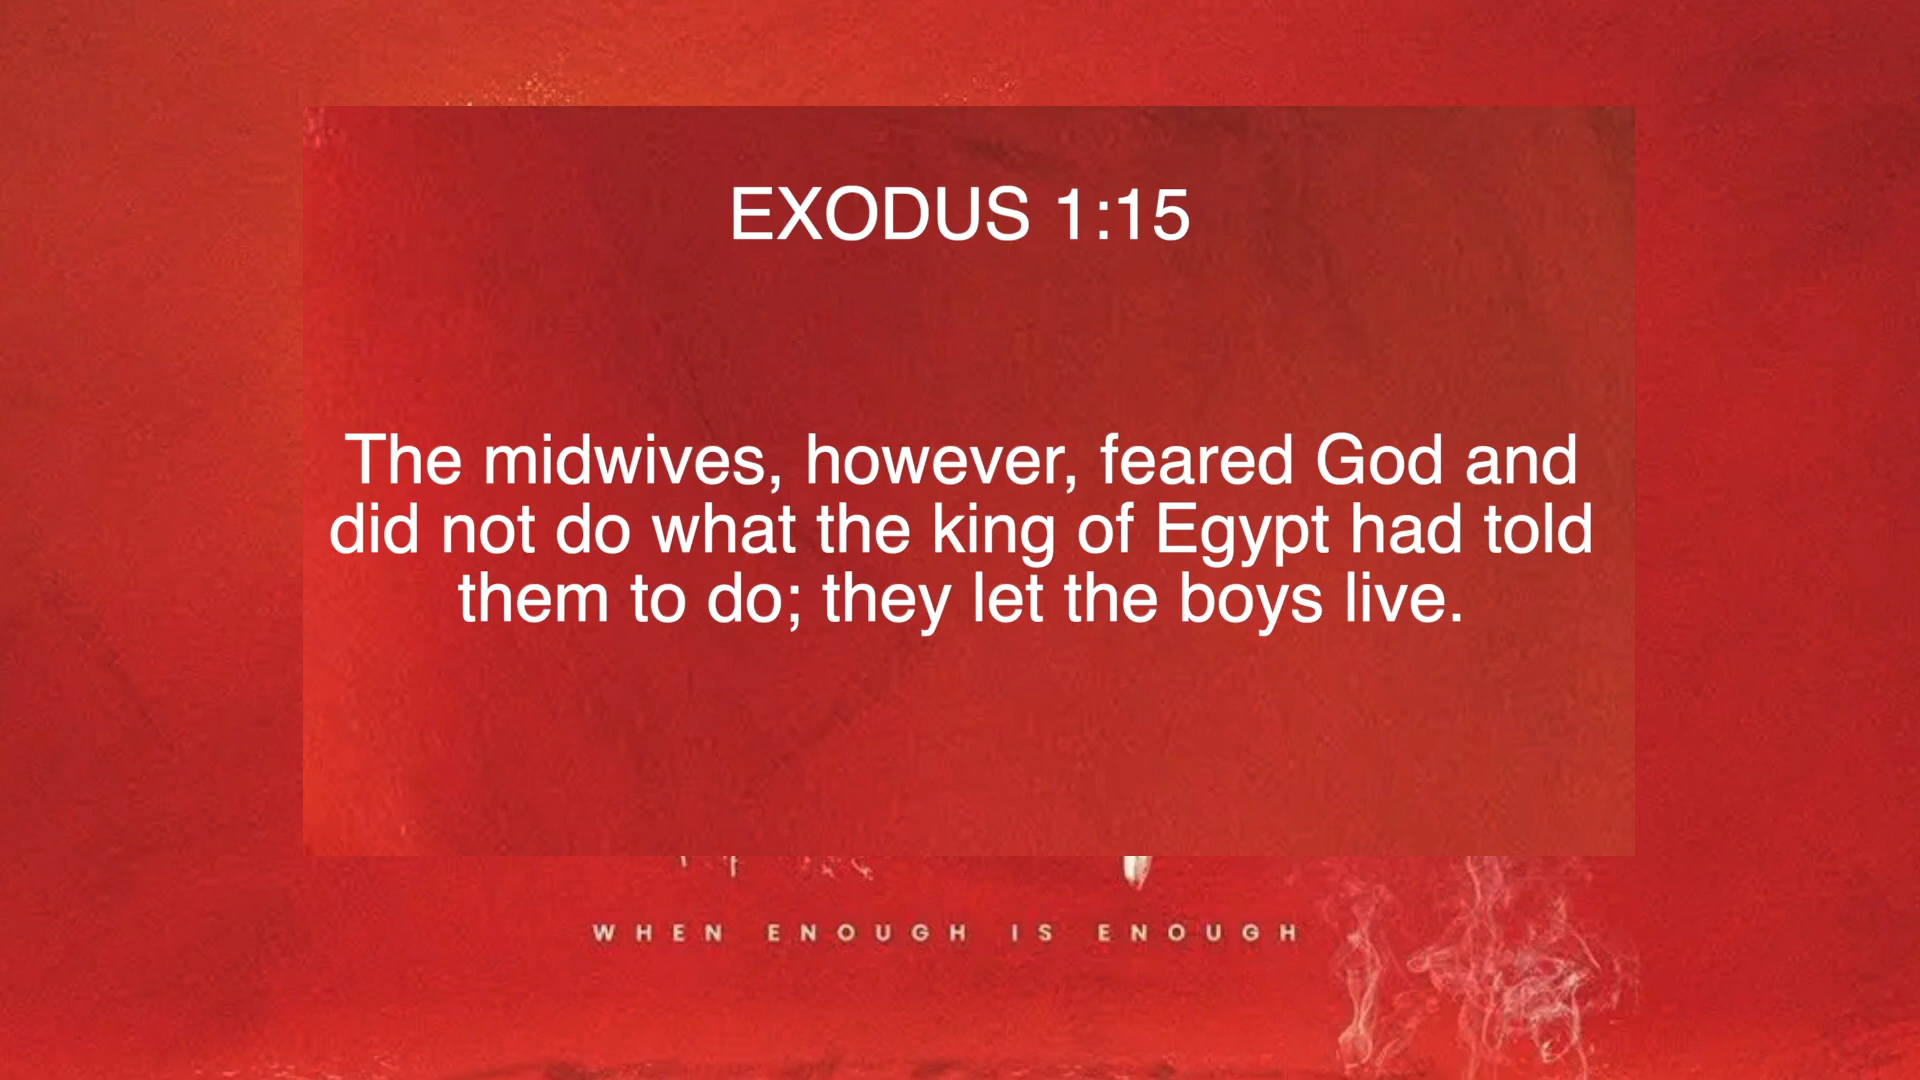 EXODUS 1:15
The midwives, however, feared God and
did not do what the king of Egypt had told
them to do; they let the boys live.
WHEN ENOUGH IS ENOUGH